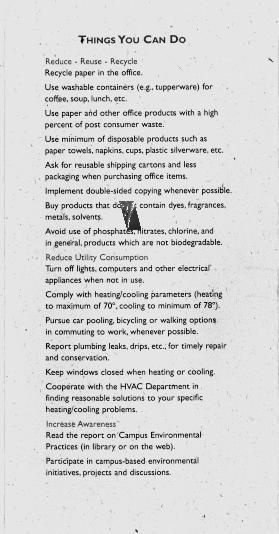 THINGS YOU CAN DO
Reduce - Reuse - Recycle
Recycle paper in the office.
Use washable containers (e.g., tupperware) for
coffee, soup, lunch, etc.
Use paper and other office products with a high
percent of post consumer waste.
Use minimum of disposable products such as
paper towels, napkins, cups, plastic silverware, etc.
Ask for reusable shipping cartons and less
packaging when purchasing office items.
Implement double-sided copying whenever possible.
Buy products that contain dyes, fragrances,
metals, solvents.
Avoid use of phosphates, nitrates, chlorine, and
in general, products which are not biodegradable.
Reduce Utility Consumption
Turn off lights, computers and other electrical
appliances when not in use.
Comply with heating/cooling parameters (heating
to maximum of 70°, cooling to minimum of 78°).
Pursue car pooling, bicycling or walking options
in commuting to work, whenever possible.
Report plumbing leaks, drips, etc., for timely repair
and conservation.
Keep windows closed when heating or cooling.
Cooperate with the HVAC Department in
finding reasonable solutions to your specific
heating/cooling problems.
Increase Awareness
Read the report on Campus Environmental
Practices (in library or on the web).
Participate in campus-based environmental
initiatives, projects and discussions.